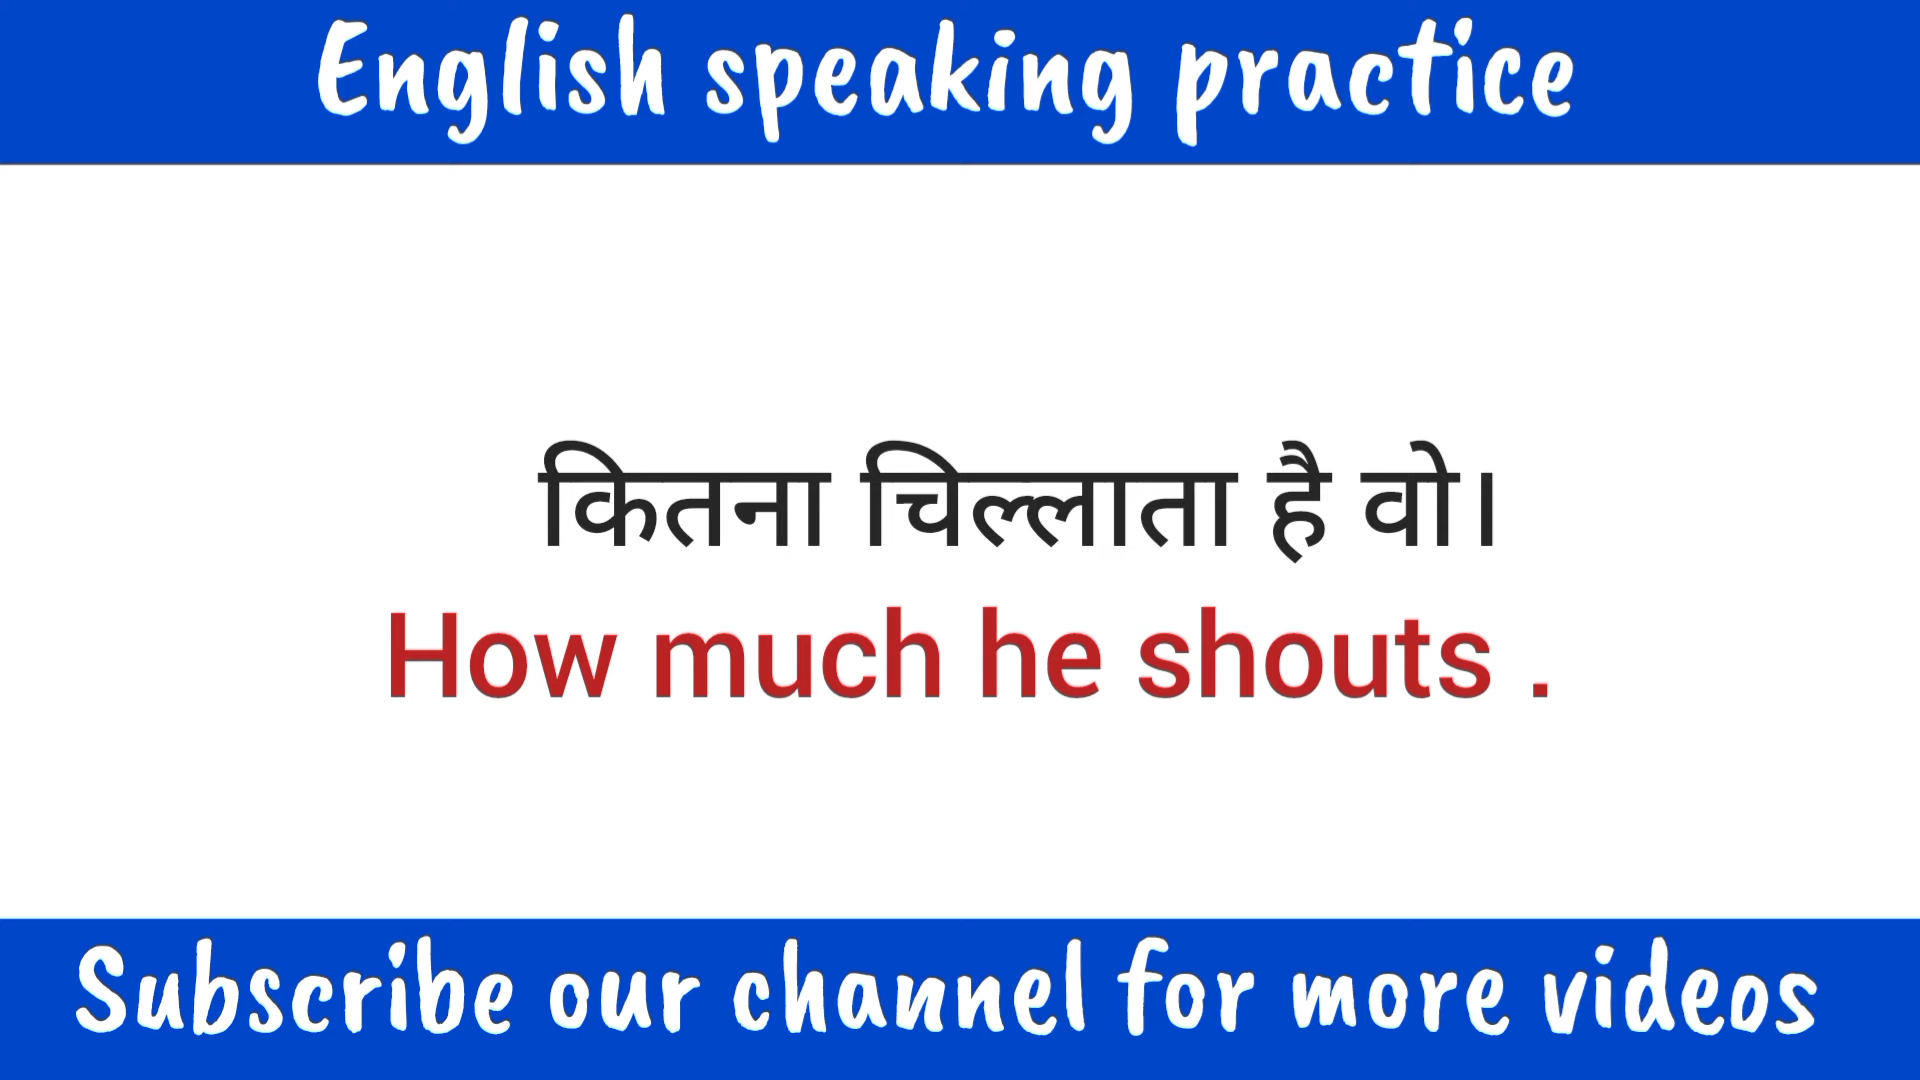 English speaking practice
कितना चिल्लाता है वो।
How much he shouts .
Subscribe our channel for more videos